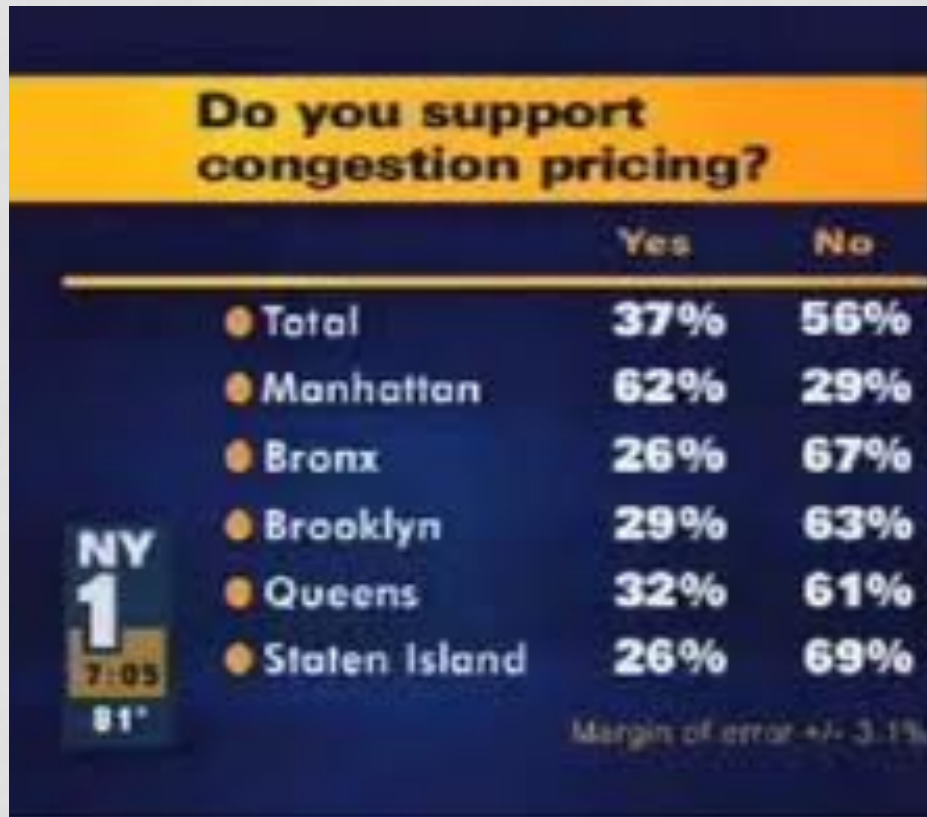 Do you support
congestion pricing?
Yes No
Total 37% 56%
Manhattan 62% 29%
Bronx 26% 67%
Brooklyn 29% 63%
Queens 32% 61%
Staten Island 26% 69%
Margin of error +/- 3.1%
NY
1
7:05
81°